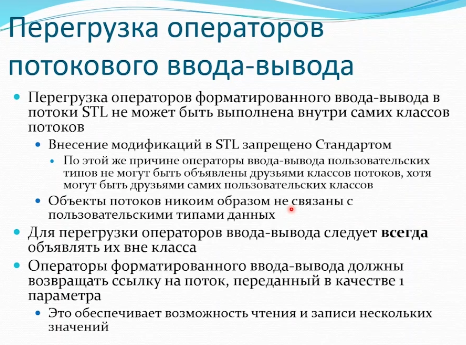 Перегрузка операторов
потокового ввода-вывода
Перегрузка операторов форматированного ввода-вывода в
потоки STL не может быть выполнена внутри самих классов
потоков
Внесение модификаций в STL запрещено Стандартом
По этой же причине операторы ввода-вывода пользовательских
типов не могут быть объявлены друзьями классов потоков, хотя
могут быть друзьями самих пользовательских классов
Объекты потоков никоим образом не связаны с
пользовательскими типами данных
Для перегрузки операторов ввода-вывода следует всегда
объявлять их вне класса
Операторы форматированного ввода-вывода должны
возвращать ссылку на поток, переданный в качестве 1
параметра
Это обеспечивает возможность чтения и записи нескольких
значений